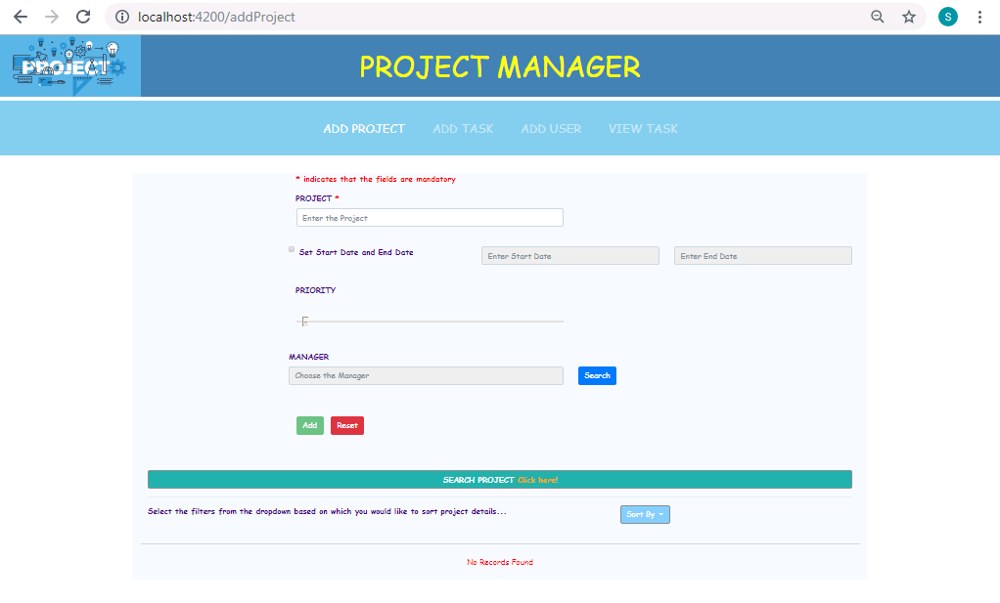 localhost:4200/addProject
S
PROJECT
PROJECT MANAGER
ADD PROJECT ADD TASK ADD USER VIEW TASK
* indicates that the fields are mandatory
PROJECT *
Enter the Project
Set Start Date and End Date Enter Start Date Enter End Date
PRIORITY
MANAGER
Choose the Manager Search
Add Reset
SEARCH PROJECT Click here!
Select the filters from the dropdown based on which you would like to sort project details... Sort By
No Records Found